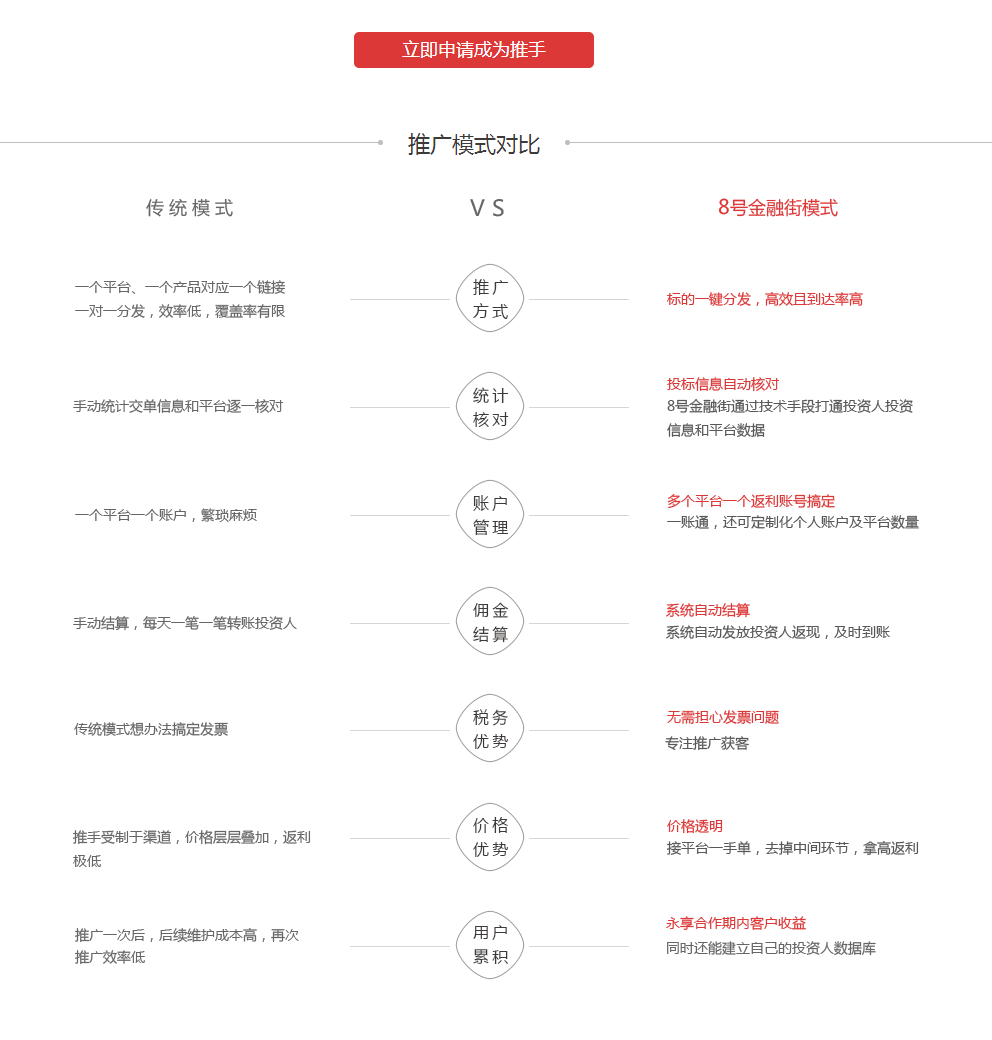 立即申请成为推手
推广模式对比
传统模式
VS
8号金融街模式
一个平台、一个产品对应一个链接
一对一分发，效率低，覆盖率有限
推广
方式
标的一键分发，高效且到达率高
手动统计交单信息和平台逐一核对
统计
核对
投标信息自动核对
8号金融街通过技术手段打通投资人投资
信息和平台数据
一个平台一个账户，繁琐麻烦
账户
管理
多个平台一个返利账号搞定
一账通，还可定制化个人账户及平台数量
手动结算，每天一笔一笔转账投资人
佣金
结算
系统自动结算
系统自动发放投资人返现，及时到账
传统模式想办法搞定发票
税务
优势
无需担心发票问题
专注推广获客
推手受制于渠道，价格层层叠加，返利
极低
价格
优势
价格透明
接平台一手单，去掉中间环节，拿高返利
推广一次后，后续维护成本高，再次
推广效率低
用户
累积
永享合作期内客户收益
同时还能建立自己的投资人数据库